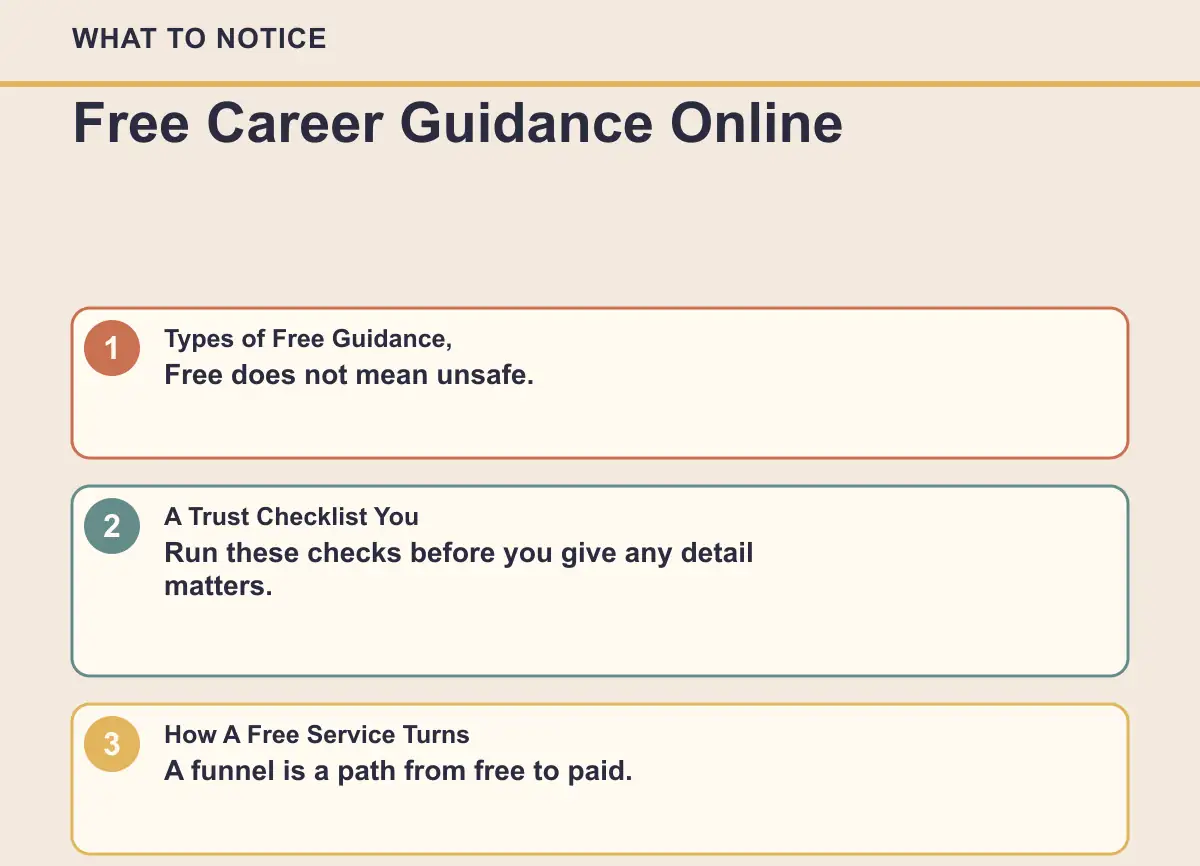 WHAT TO NOTICE
Free Career Guidance Online
1
Types of Free Guidance,
Free does not mean unsafe.
2
A Trust Checklist You
Run these checks before you give any detail
matters.
3
How A Free Service Turns
A funnel is a path from free to paid.